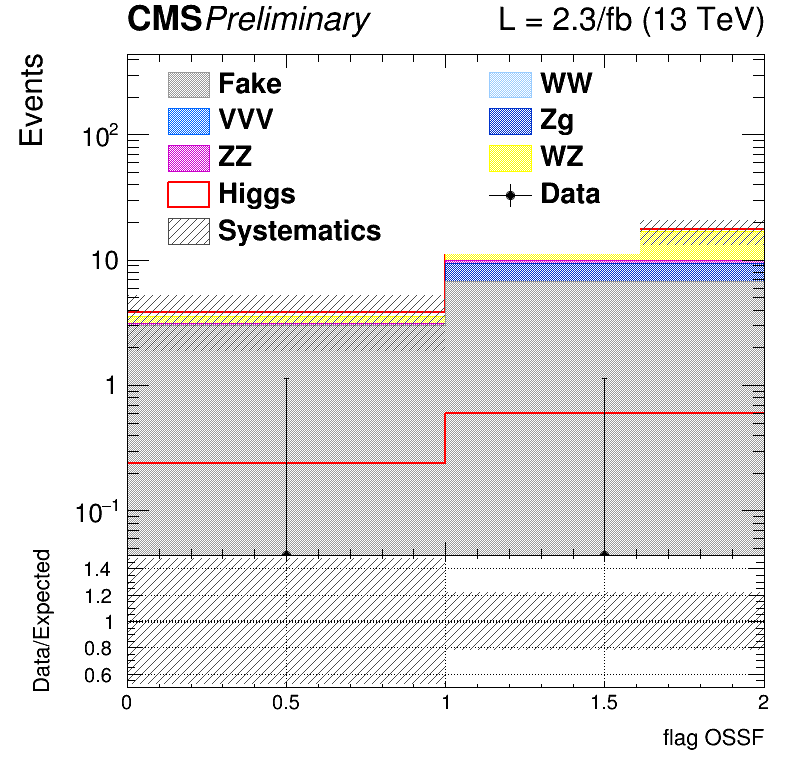 CMSPreliminary L = 2.3/fb (13 TeV)
Events
Fake WW
VVV Zg
ZZ WZ
Higgs Data
Systematics
10²
10
1
10⁻¹
Data/Expected
1.4
1.2
1
0.8
0.6
0 0.5 1 1.5 2
flag OSSF